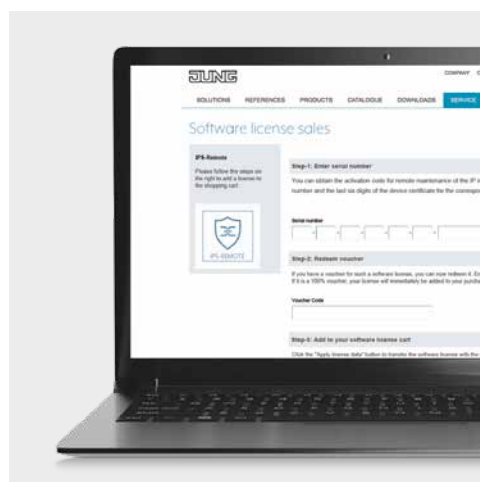 JUNG
COMPANY
SOLUTIONS REFERENCES PRODUCTS CATALOGUE DOWNLOADS SERVICE
Software license sales
IPS-Remote
Please follow the steps on
the right to add a license to
the shopping cart.
IPS-REMOTE
Step-1: Enter serial number
You can obtain the activation code for remote maintenance of the IP
number and the last six digits of the device certificate for the
Serial number
Step-2: Redeem voucher
If you have a voucher for such a software license, you can now redeem it.
If it is a 100% voucher, your license will immediately be added to your
Voucher Code
Step-3: Add to your software license cart
Click the "Apply license data" button to transfer the software license with the